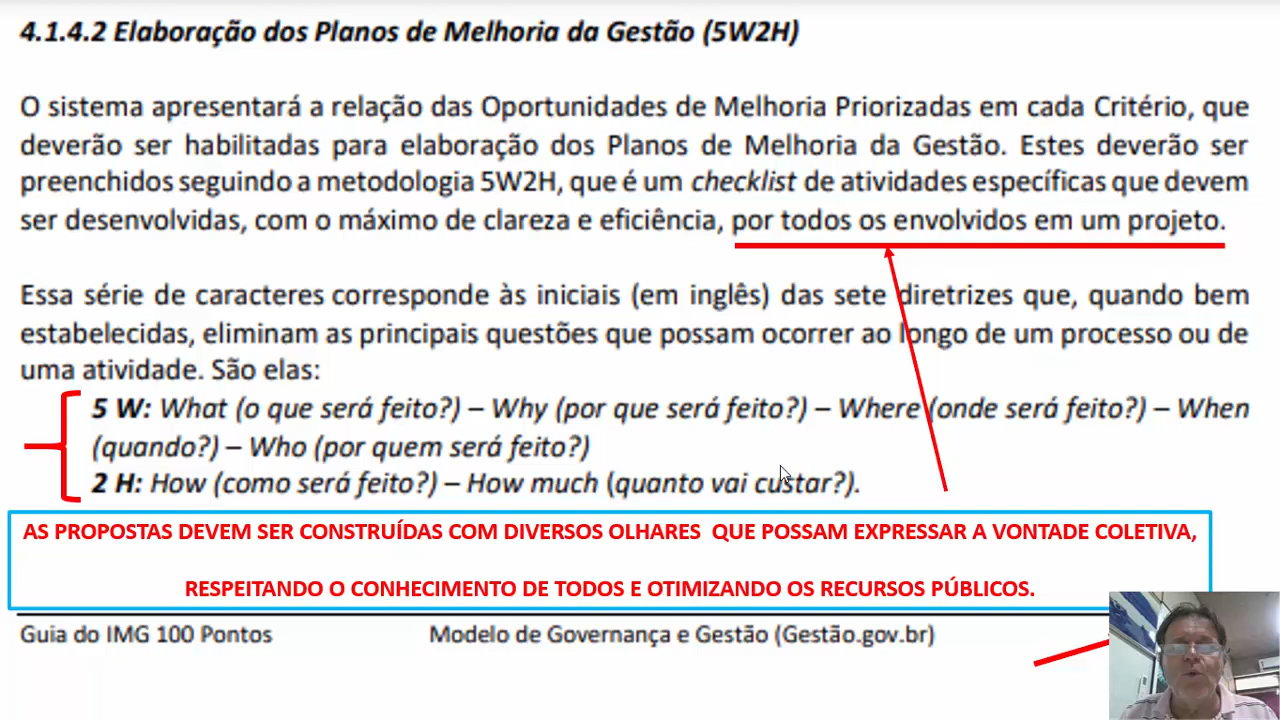 4.1.4.2 Elaboração dos Planos de Melhoria da Gestão (5W2H)
O sistema apresentará a relação das Oportunidades de Melhoria Priorizadas em cada Critério, que
deverão ser habilitadas para elaboração dos Planos de Melhoria da Gestão. Estes deverão ser
preenchidos seguindo a metodologia 5W2H, que é um checklist de atividades específicas que devem
ser desenvolvidas, com o máximo de clareza e eficiência, por todos os envolvidos em um projeto.
Essa série de caracteres corresponde às iniciais (em inglês) das sete diretrizes que, quando bem
estabelecidas, eliminam as principais questões que possam ocorrer ao longo de um processo ou de
uma atividade. São elas:
5 W: What (o que será feito?) – Why (por que será feito?) – Where (onde será feito?) – When
(quando?) – Who (por quem será feito?)
2 H: How (como será feito?) – How much (quanto vai custar?).
AS PROPOSTAS DEVEM SER CONSTRUÍDAS COM DIVERSOS OLHARES QUE POSSAM EXPRESSAR A VONTADE COLETIVA,
RESPEITANDO O CONHECIMENTO DE TODOS E OTIMIZANDO OS RECURSOS PÚBLICOS.
Guia do IMG 100 Pontos Modelo de Governança e Gestão (Gestão.gov.br)